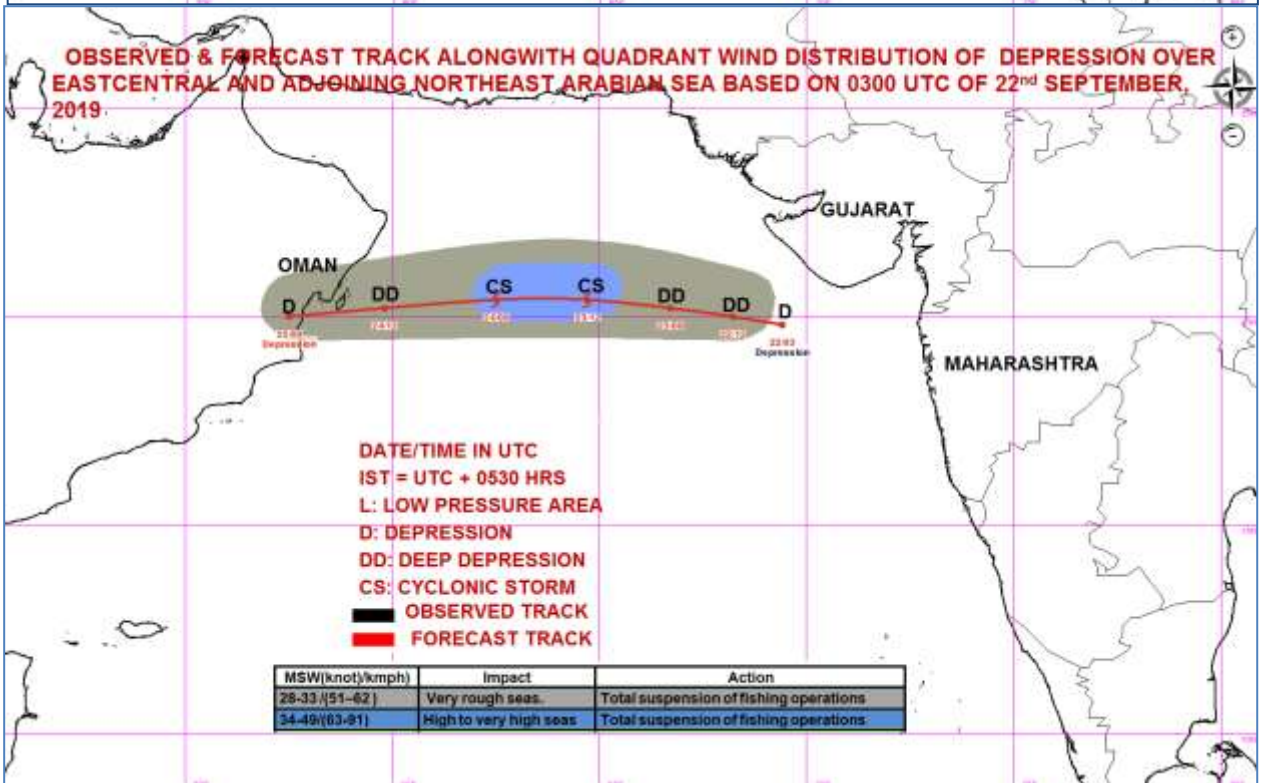 OBSERVED & FORECAST TRACK ALONGWITH QUADRANT WIND DISTRIBUTION OF DEPRESSION OVER
EASTCENTRAL AND ADJOINING NORTHEAST ARABIAN SEA BASED ON 0300 UTC OF 22nd SEPTEMBER,
2019
GUJARAT
OMAN
D DD CS CS DD DD D
22/03
Depression
Depression
MAHARASHTRA
DATE/TIME IN UTC
IST = UTC + 0530 HRS
L: LOW PRESSURE AREA
D: DEPRESSION
DD: DEEP DEPRESSION
CS: CYCLONIC STORM
OBSERVED TRACK
FORECAST TRACK
MSW(knot)/kmph) Impact Action
28-33 /(51–62) Very rough seas. Total suspension of fishing operations
34-49/(63-91) High to very high seas Total suspension of fishing operations